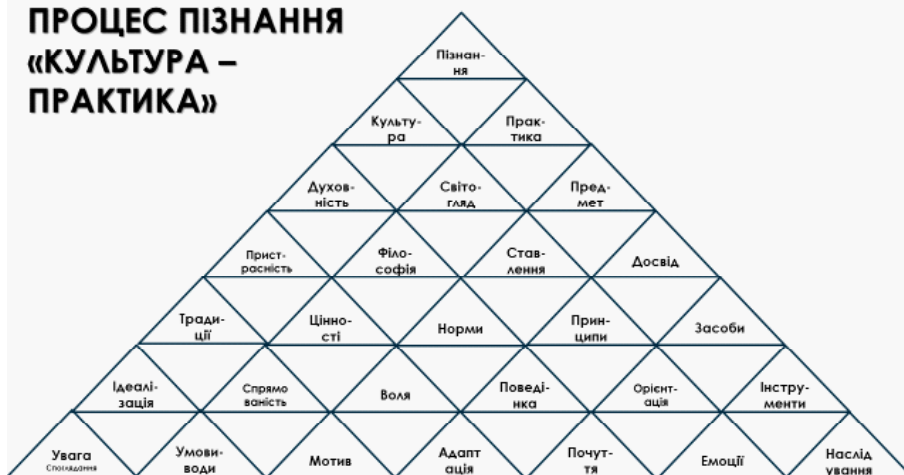 ПРОЦЕС ПІЗНАННЯ
«КУЛЬТУРА –
ПРАКТИКА»
Пізнан-
ня
Культу-
ра
Прак-
тика
Духов-
ність
Світо-
гляд
Пред-
мет
Прист-
расність
Філо-
софія
Став-
лення
Досвід
Тради-
ції
Цінно-
сті
Норми
Прин-
ципи
Засоби
Ідеалі-
зація
Спрямо
ваність
Воля
Поведі-
нка
Орієнт-
ація
Інстру-
менти
Увага
Споглядання
Умови-
води
Мотив
Адапт
ація
Почут-
тя
Емоції
Наслід
ування